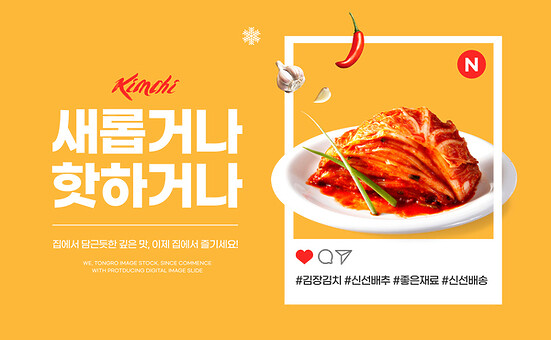 Kimchi
새롭거나
핫하거나
집에서 담근듯한 깊은 맛, 이제 집에서 즐기세요!
WE, TONGRO IMAGE STOCK, SINCE COMMENCE,
WITH PROTDUCING DIGITAL IMAGE SLIDE
N
#김장김치 #신선배추 #좋은재료 #신선배송